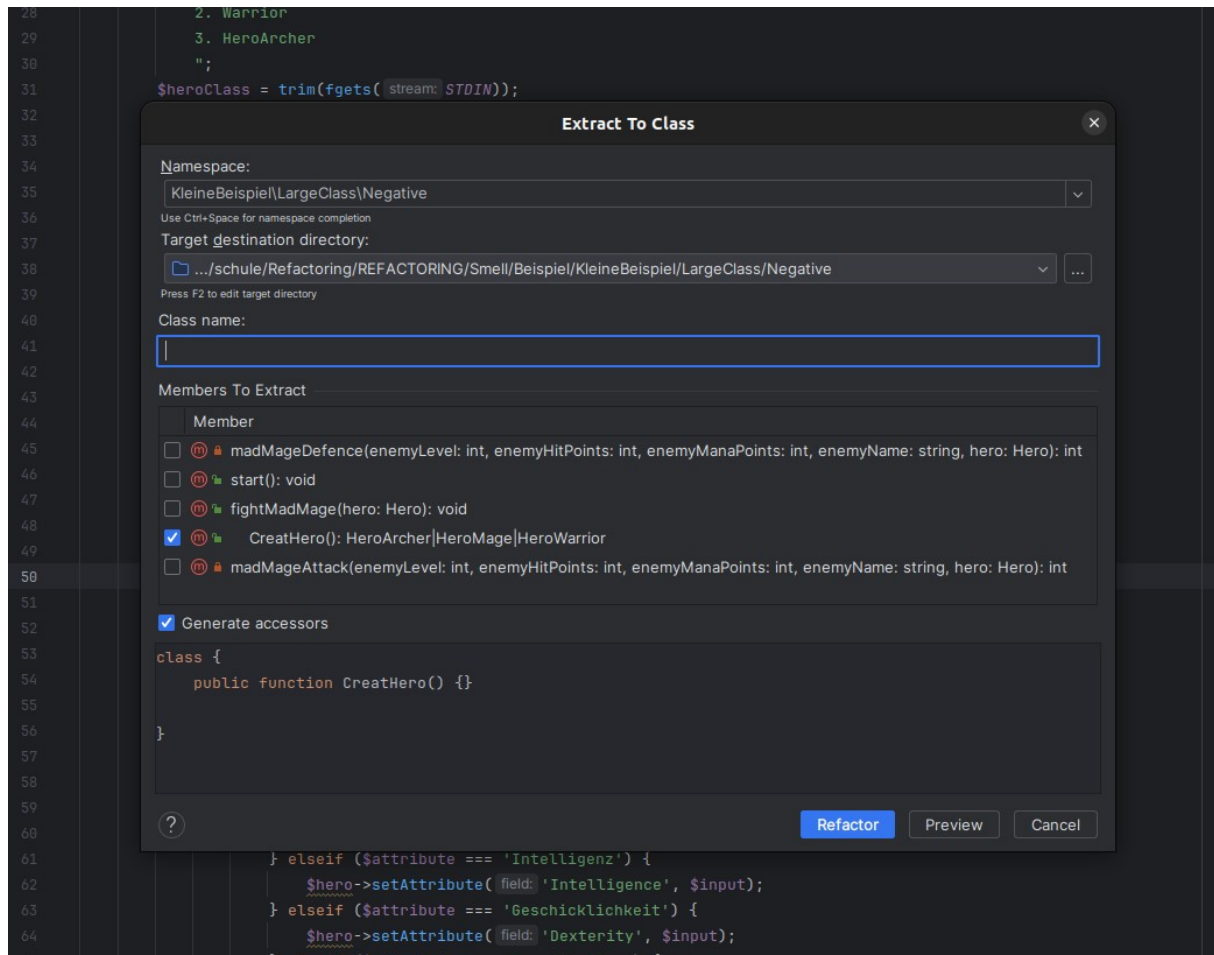 28 2. Warrior
29 3. HeroArcher
30 ";
31 $heroClass = trim(fgets( stream: STDIN));
32
33
34
35
36
37
38
39
40
41
42
43
44
45
46
47
48
49
50
51
52
53
54
55
56
57
58
59
60
Extract To Class
Namespace:
KleineBeispiel\LargeClass\Negative
Use Ctrl+Space for namespace completion
Target destination directory:
.../schule/Refactoring/REFACTORING/Smell/Beispiel/KleineBeispiel/LargeClass/Negative
...
Press F2 to edit target directory
Class name:
Members To Extract
Member
madMageDefence(enemyLevel: int, enemyHitPoints: int, enemyManaPoints: int, enemyName: string, hero: Hero): int
start(): void
fightMadMage(hero: Hero): void
CreatHero(): HeroArcher|HeroMage|HeroWarrior
madMageAttack(enemyLevel: int, enemyHitPoints: int, enemyManaPoints: int, enemyName: string, hero: Hero): int
Generate accessors
class {
public function CreatHero() {}
}
? Refactor Preview Cancel
61 } elseif ($attribute === 'Intelligenz') {
62 $hero->setAttribute( field: 'Intelligence', $input);
63 } elseif ($attribute === 'Geschicklichkeit') {
64 $hero->setAttribute( field: 'Dexterity', $input);